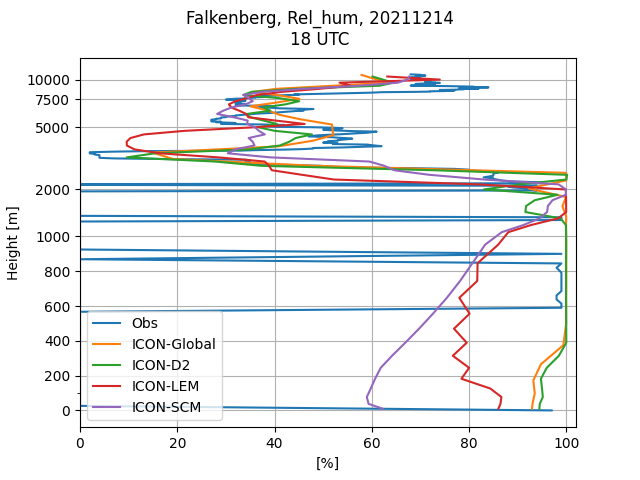 Falkenberg, Rel_hum, 20211214
18 UTC
10000
7500
5000
2000
1000
800
600
400
200
0
Height [m]
Obs
ICON-Global
ICON-D2
ICON-LEM
ICON-SCM
0 20 40 60 80 100
[%]